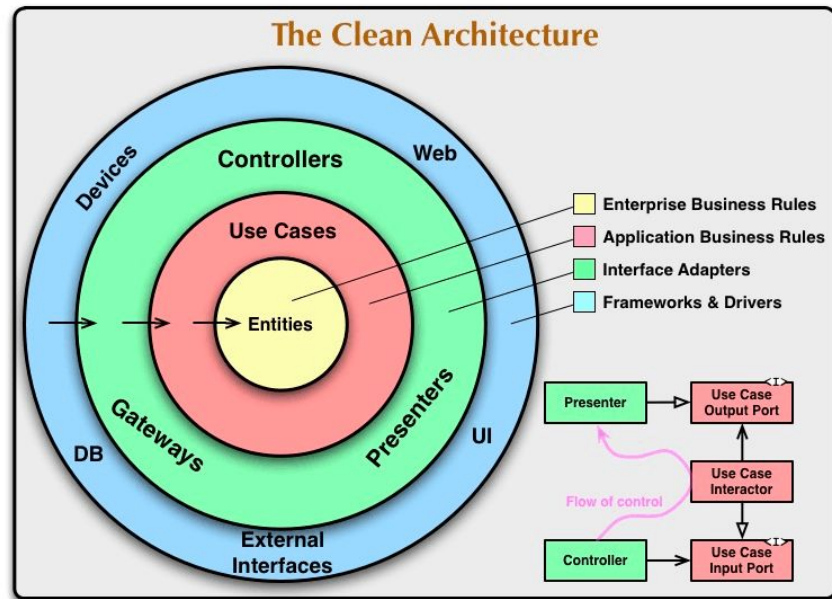 The Clean Architecture
Devices
Web
Controllers
Use Cases
Entities
Gateways
Presenters
DB
UI
External
Interfaces
Enterprise Business Rules
Application Business Rules
Interface Adapters
Frameworks & Drivers
Presenter
<I>
Use Case
Output Port
Use Case
Interactor
Flow of control
Controller
<I>
Use Case
Input Port